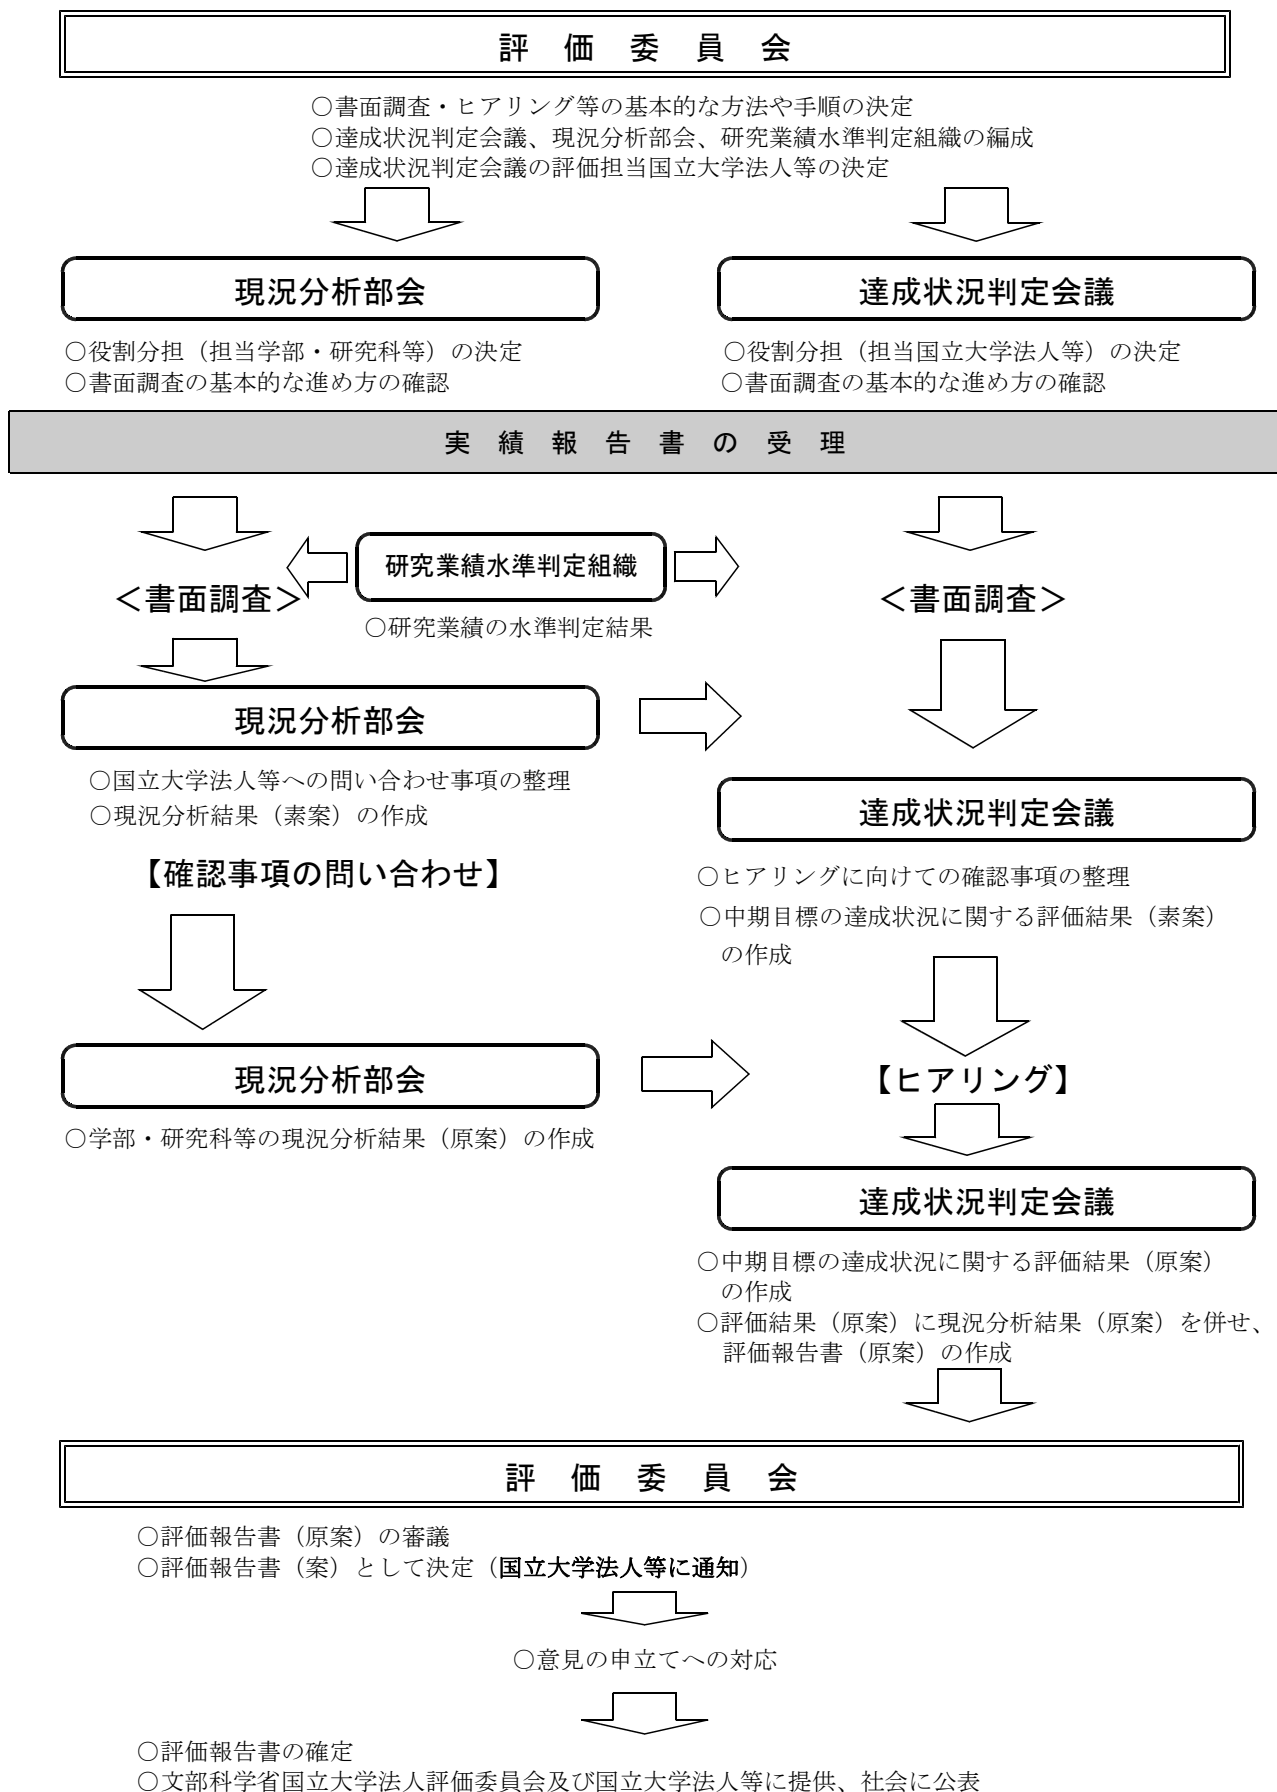 評価委員会
○書面調査・ヒアリング等の基本的な方法や手順の決定
○達成状況判定会議、現況分析部会、研究業績水準判定組織の編成
○達成状況判定会議の評価担当国立大学法人等の決定
現況分析部会
○役割分担（担当学部・研究科等）の決定
○書面調査の基本的な進め方の確認
達成状況判定会議
○役割分担（担当国立大学法人等）の決定
○書面調査の基本的な進め方の確認
実績報告書の受理
＜書面調査＞
研究業績水準判定組織
○研究業績の水準判定結果
＜書面調査＞
現況分析部会
○国立大学法人等への問い合わせ事項の整理
○現況分析結果（素案）の作成
【確認事項の問い合わせ】
達成状況判定会議
○ヒアリングに向けての確認事項の整理
○中期目標の達成状況に関する評価結果（素案）
の作成
現況分析部会
○学部・研究科等の現況分析結果（原案）の作成
【ヒアリング】
達成状況判定会議
○中期目標の達成状況に関する評価結果（原案）
の作成
○評価結果（原案）に現況分析結果（原案）を併せ、
評価報告書（原案）の作成
評価委員会
○評価報告書（原案）の審議
○評価報告書（案）として決定（国立大学法人等に通知）
○意見の申立てへの対応
○評価報告書の確定
○文部科学省国立大学法人評価委員会及び国立大学法人等に提供、社会に公表